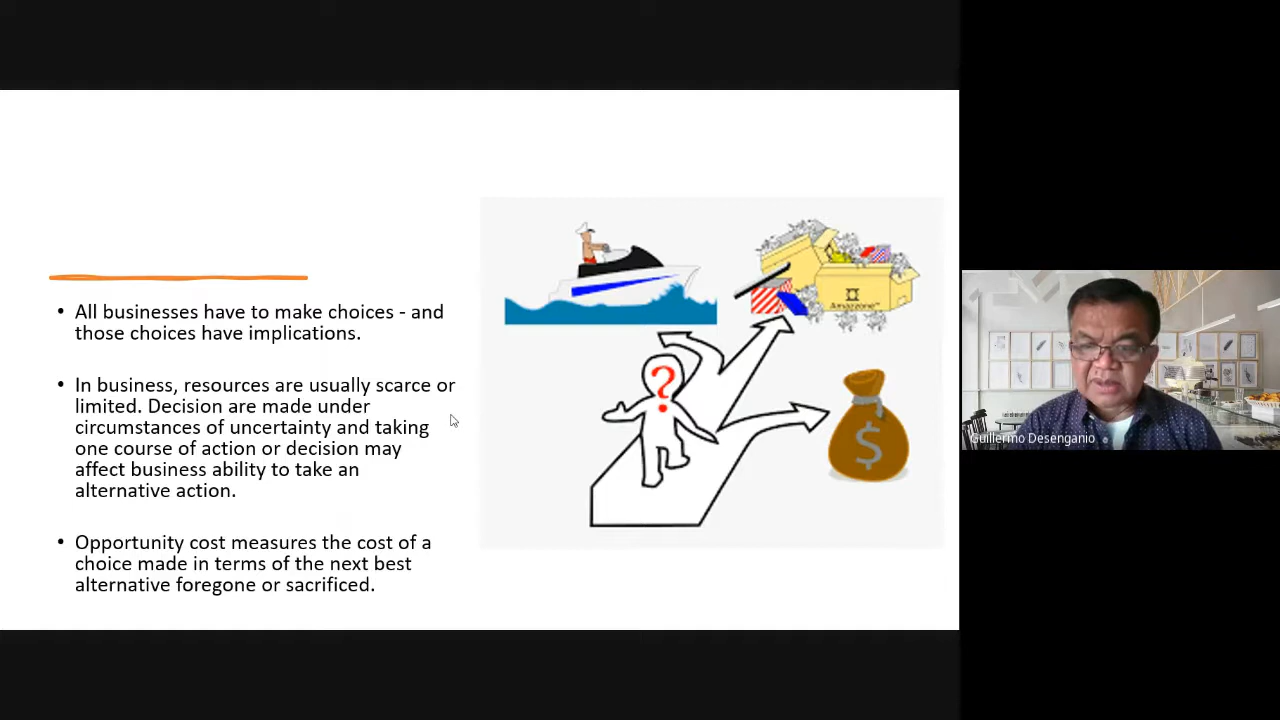 • All businesses have to make choices - and
those choices have implications.
• In business, resources are usually scarce or
limited. Decision are made under
circumstances of uncertainty and taking
one course of action or decision may
affect business ability to take an
alternative action.
• Opportunity cost measures the cost of a
choice made in terms of the next best
alternative foregone or sacrificed.
?
Amazzone™
$
Guillermo Desenganio